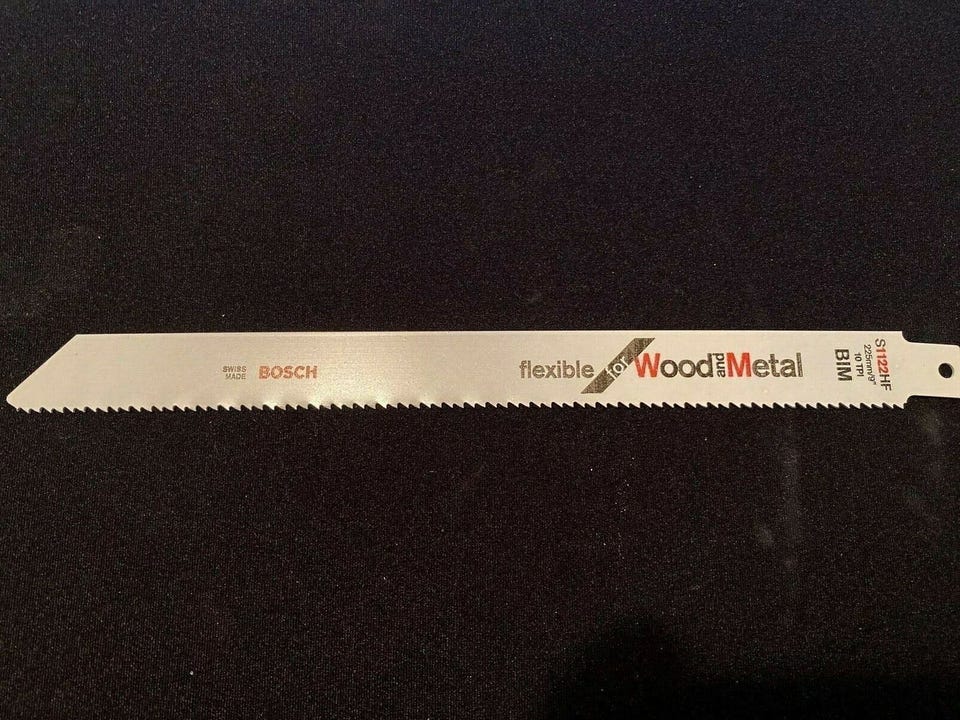 SWISS
MADE
BOSCH
flexible for Wood and Metal
S1122HF
225mm/9"
10 TPI
BIM